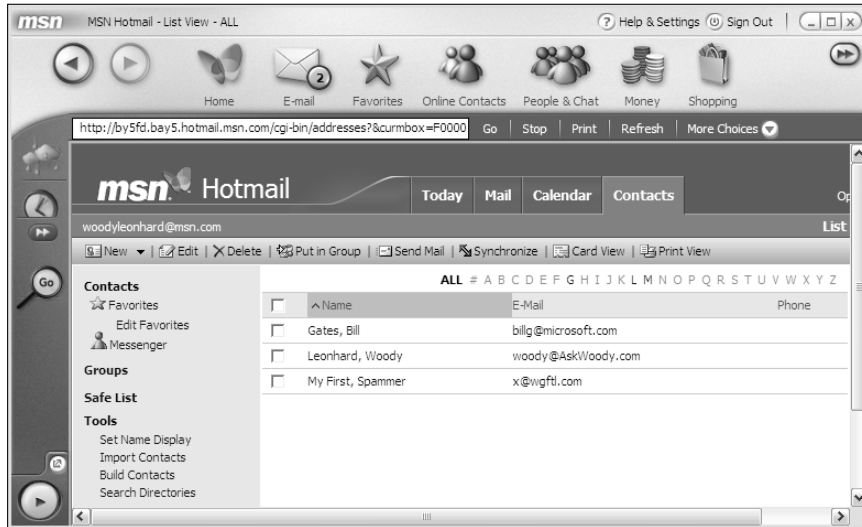 msn MSN Hotmail - List View - ALL ? Help & Settings Sign Out
2
Home E-mail Favorites Online Contacts People & Chat Money Shopping
http://by5fd.bay5.hotmail.msn.com/cgi-bin/addresses?&curmbox=F0000 Go Stop Print Refresh More Choices
msn Hotmail Today Mail Calendar Contacts Op
woodyleonhard@msn.com List
New Edit Delete Put in Group Send Mail Synchronize Card View Print View
Go
ALL # A B C D E F G H I J K L M N O P Q R S T U V W X Y Z
Contacts
Favorites
Edit Favorites
Messenger
Groups
Safe List
Tools
Set Name Display
Import Contacts
Build Contacts
Search Directories
Name E-Mail Phone
Gates, Bill billg@microsoft.com
Leonhard, Woody woody@AskWoody.com
My First, Spammer x@wgftl.com